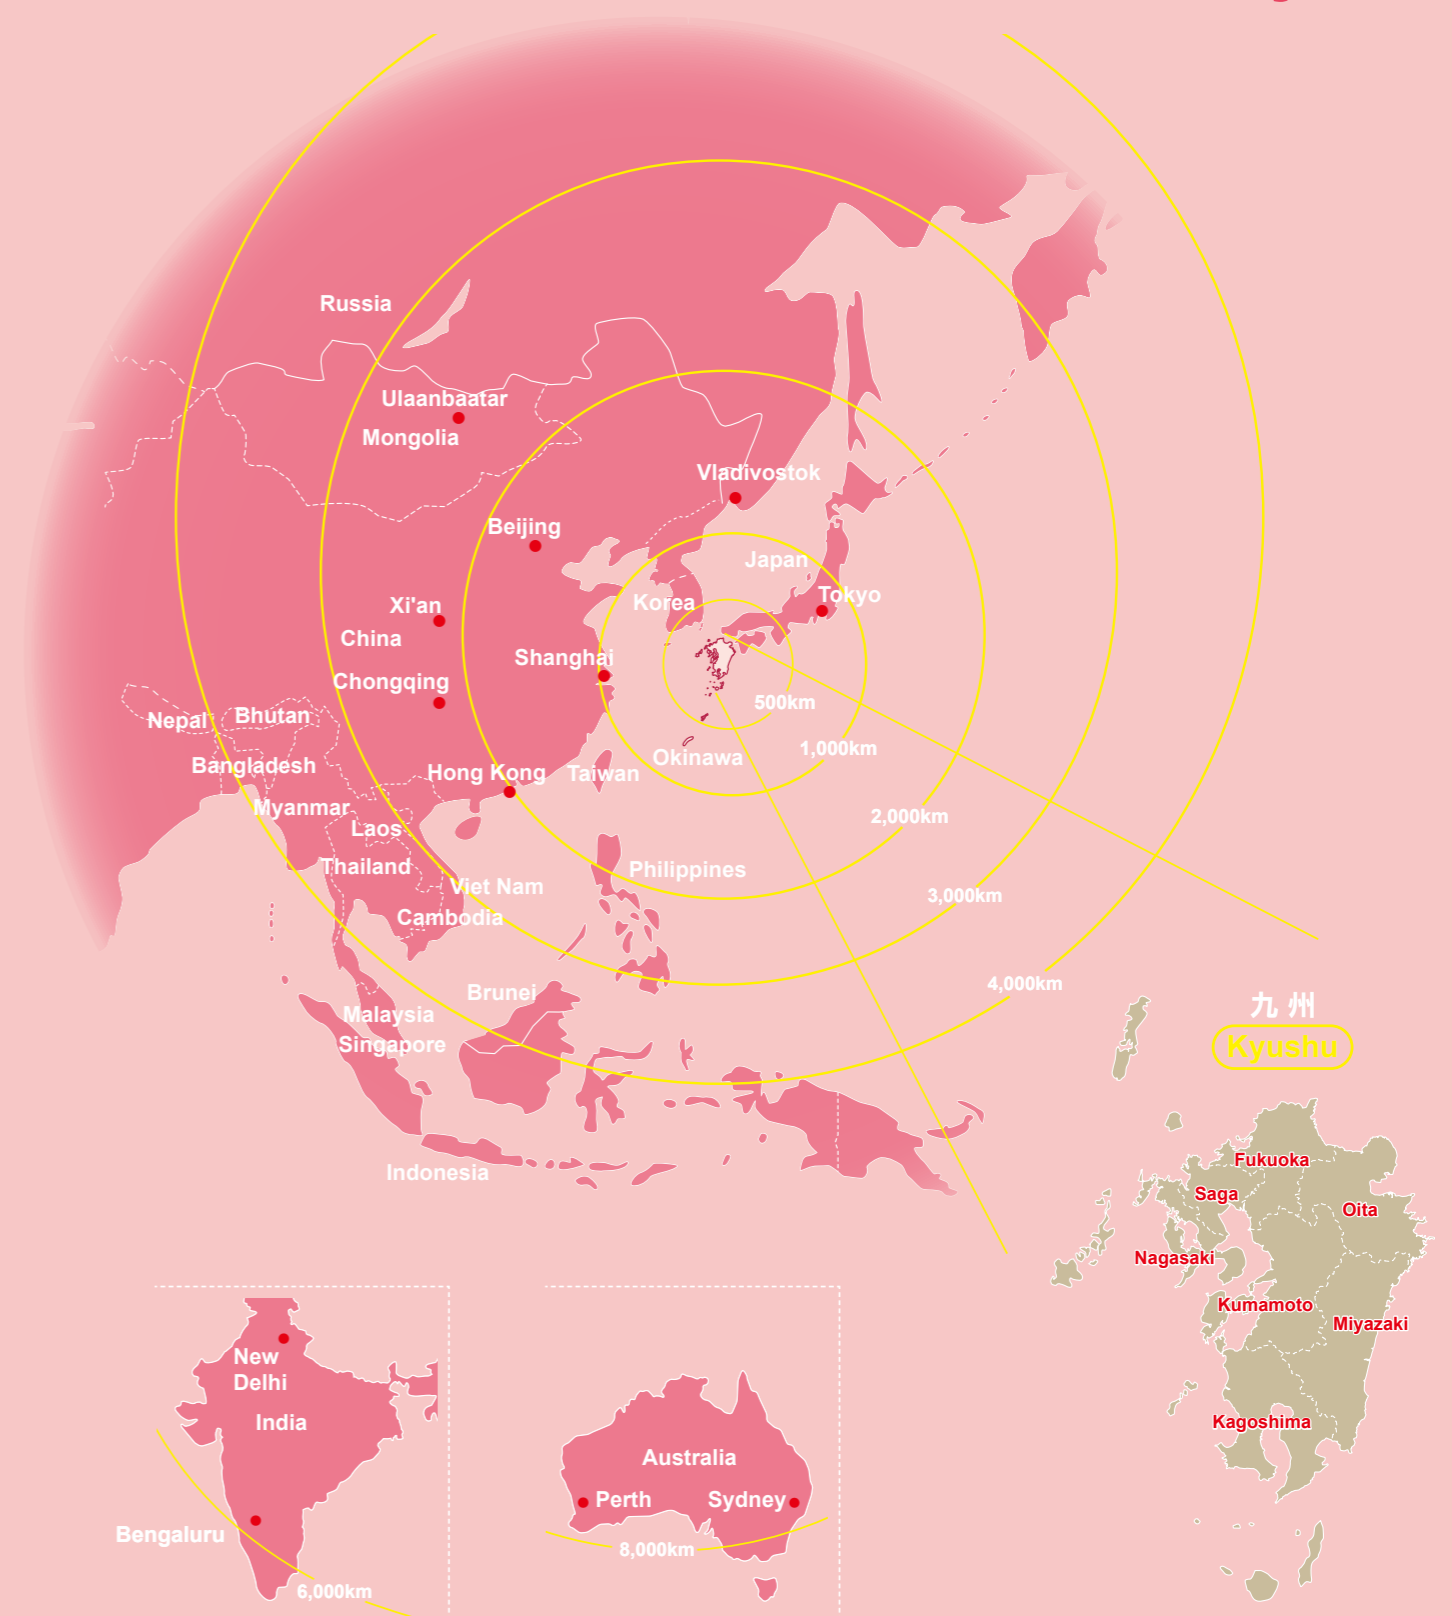 Russia
Ulaanbaatar
Mongolia
Vladivostok
Beijing
Japan
Tokyo
Korea
Xi'an
China
Shanghai
Chongqing
500km
Nepal
Bhutan
1,000km
Okinawa
Bangladesh
Hong Kong
Taiwan
Myanmar
2,000km
Laos
Thailand
Philippines
Viet Nam
3,000km
Cambodia
4,000km
Brunei
Malaysia
Singapore
Indonesia
九州
Kyushu
Fukuoka
Saga
Oita
Nagasaki
Kumamoto
Miyazaki
Kagoshima
New
Delhi
India
Bengaluru
6,000km
Australia
Perth
Sydney
8,000km